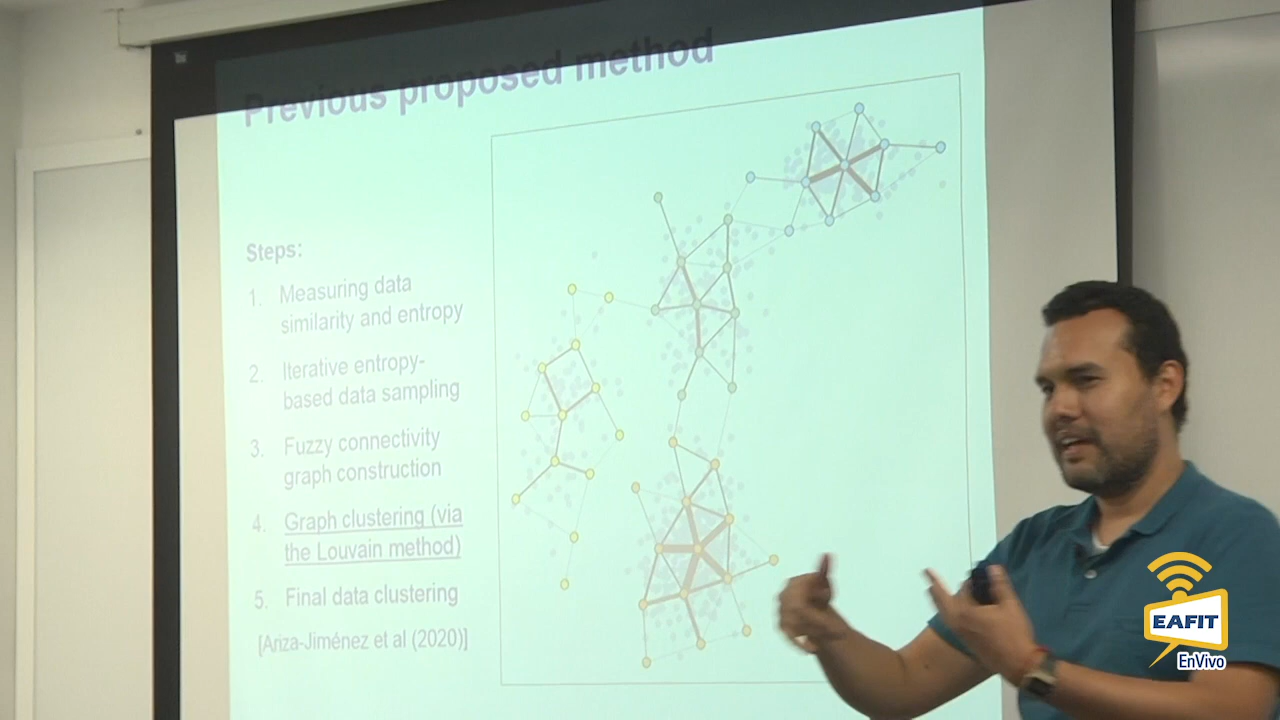 Previous proposed method
Steps:
1. Measuring data
similarity and entropy
2. Iterative entropy-
based data sampling
3. Fuzzy connectivity
graph construction
4. Graph clustering (via
the Louvain method)
5. Final data clustering
[Ariza-Jiménez et al (2020)]
EAFIT
EnVivo